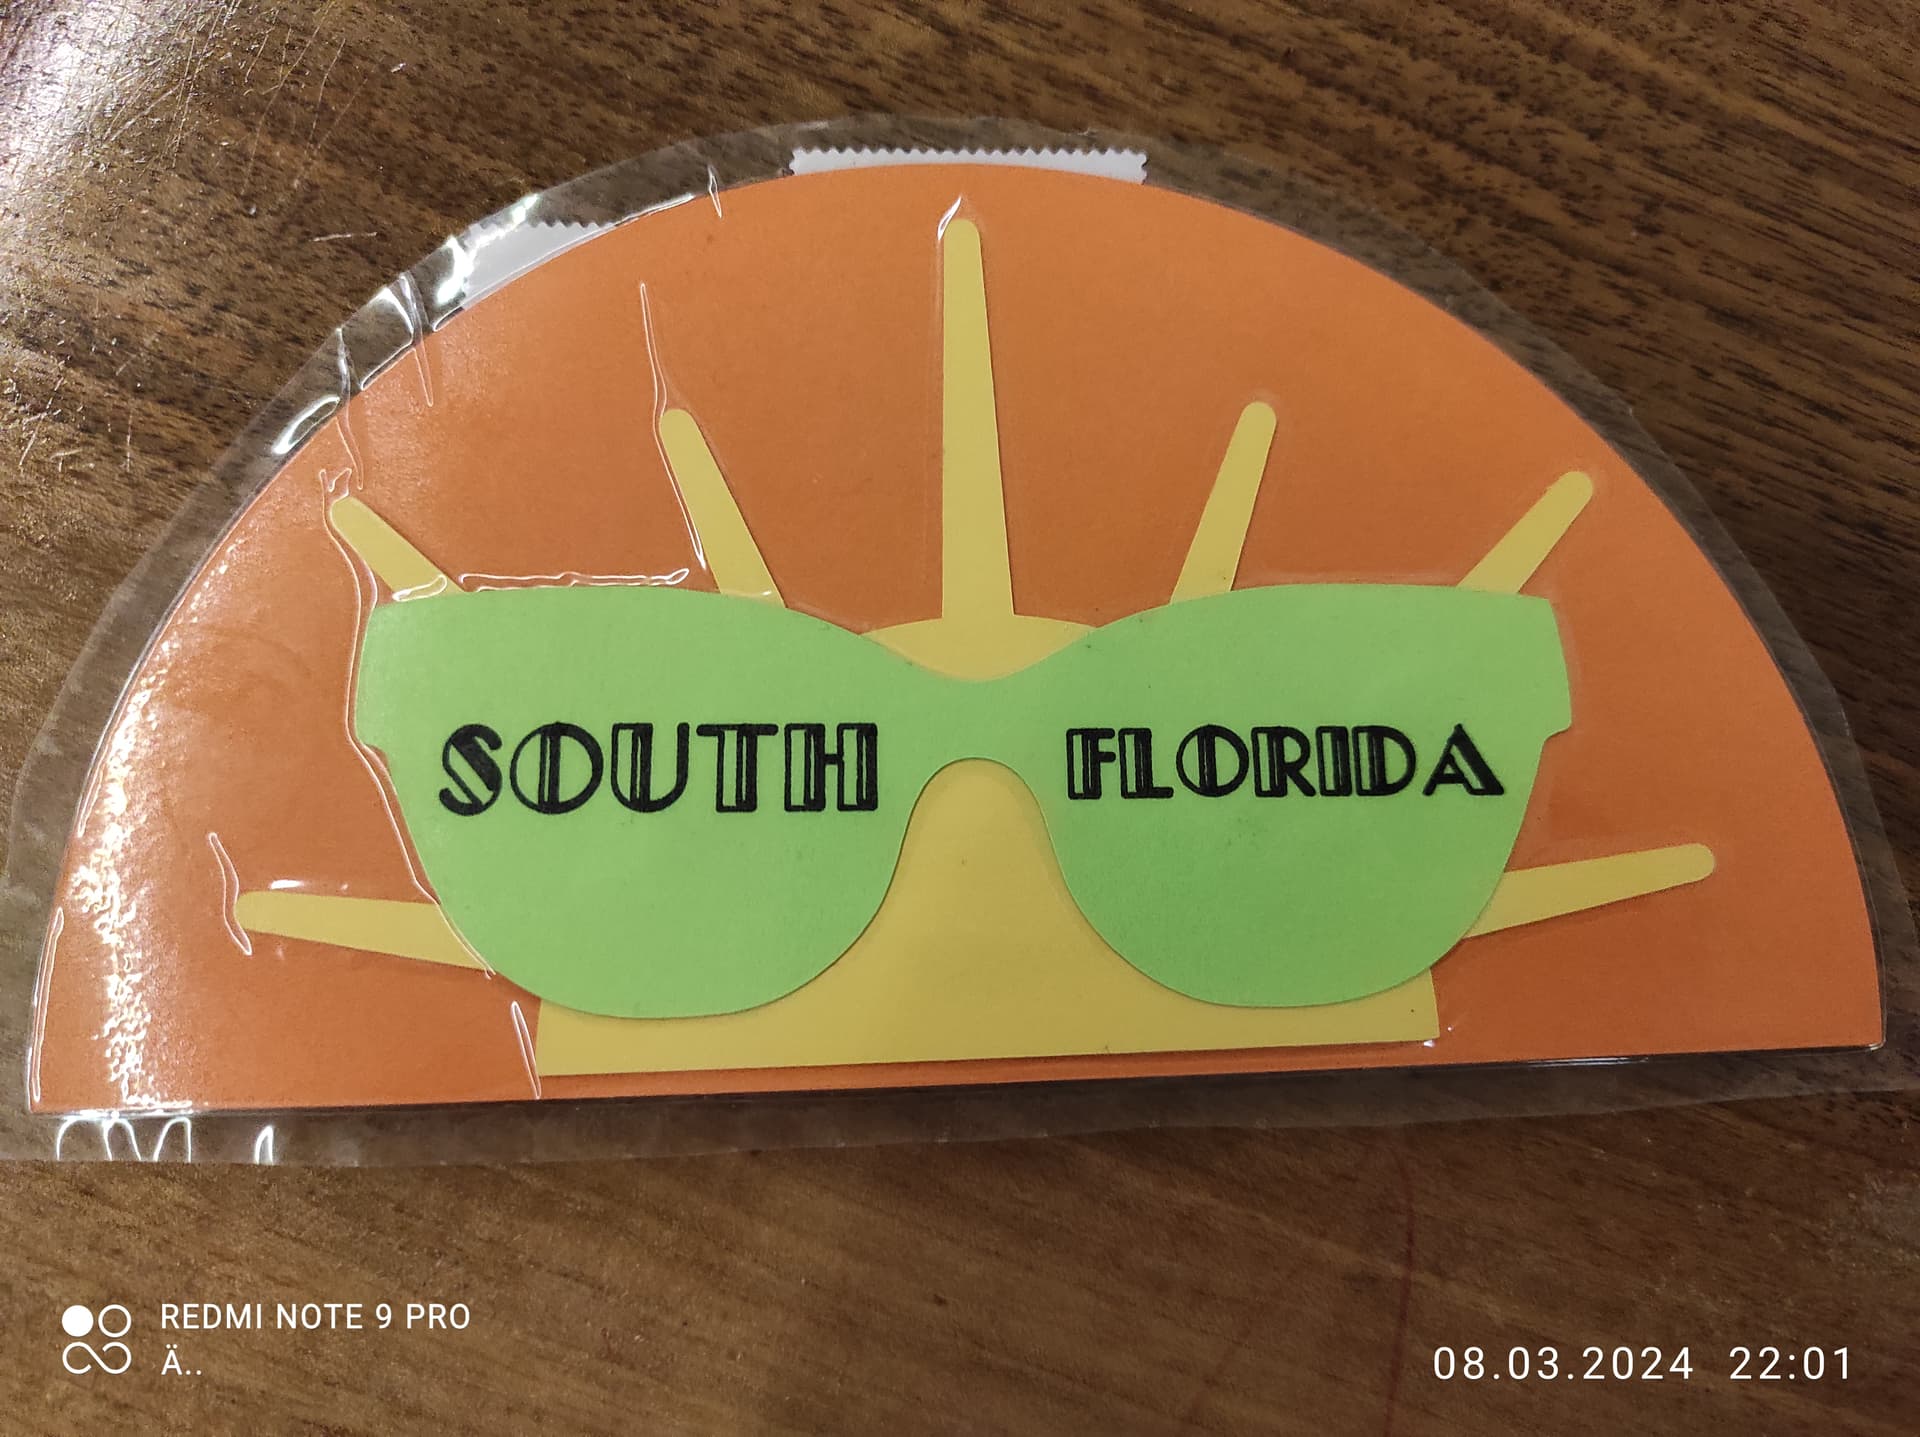 SOUTH FLORIDA
REDMI NOTE 9 PRO
Ä..
08.03.2024 22:01